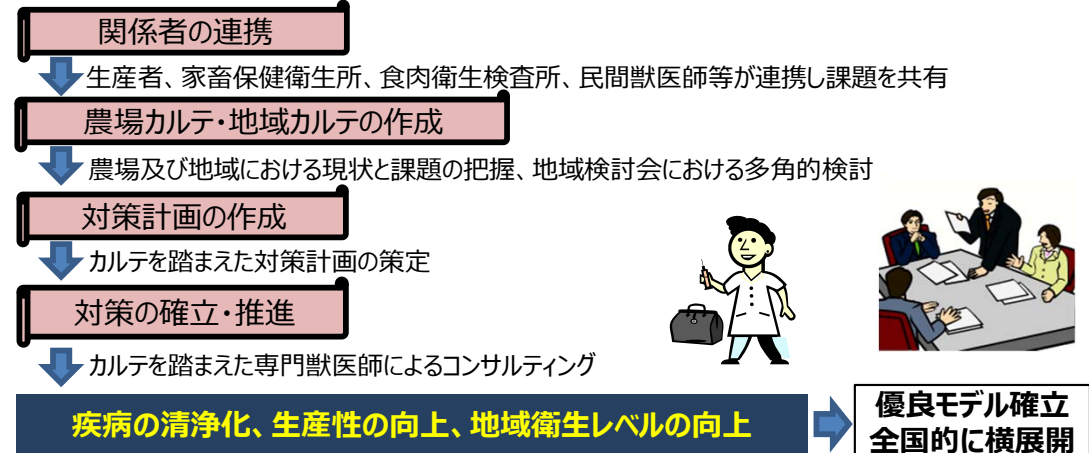 関係者の連携
生産者、家畜保健衛生所、食肉衛生検査所、民間獣医師等が連携し課題を共有
農場カルテ・地域カルテの作成
農場及び地域における現状と課題の把握、地域検討会における多角的検討
対策計画の作成
カルテを踏まえた対策計画の策定
対策の確立・推進
カルテを踏まえた専門獣医師によるコンサルティング
疾病の清浄化、生産性の向上、地域衛生レベルの向上
優良モデル確立
全国的に横展開